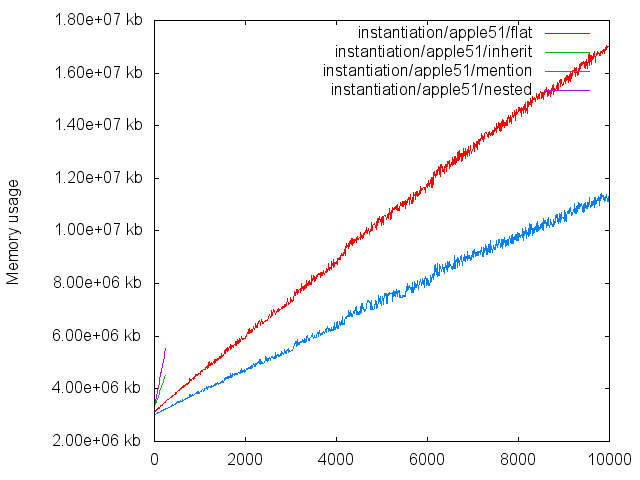 1.80e+07 kb
1.60e+07 kb
1.40e+07 kb
1.20e+07 kb
1.00e+07 kb
8.00e+06 kb
6.00e+06 kb
4.00e+06 kb
2.00e+06 kb
Memory usage
instantiation/apple51/flat
instantiation/apple51/inherit
instantiation/apple51/mention
instantiation/apple51/nested
0 2000 4000 6000 8000 10000